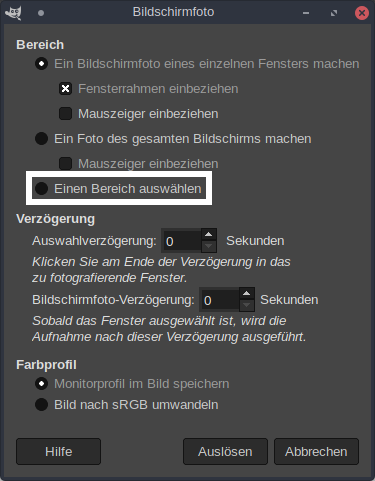 Bildschirmfoto
Bereich
Ein Bildschirmfoto eines einzelnen Fensters machen
Fensterrahmen einbeziehen
Mauszeiger einbeziehen
Ein Foto des gesamten Bildschirms machen
Mauszeiger einbeziehen
Einen Bereich auswählen
Verzögerung
Auswahlverzögerung: 0 Sekunden
Klicken Sie am Ende der Verzögerung in das
zu fotografierende Fenster.
Bildschirmfoto-Verzögerung: 0 Sekunden
Sobald das Fenster ausgewählt ist, wird die
Aufnahme nach dieser Verzögerung ausgeführt.
Farbprofil
Monitorprofil im Bild speichern
Bild nach sRGB umwandeln
Hilfe Auslösen Abbrechen